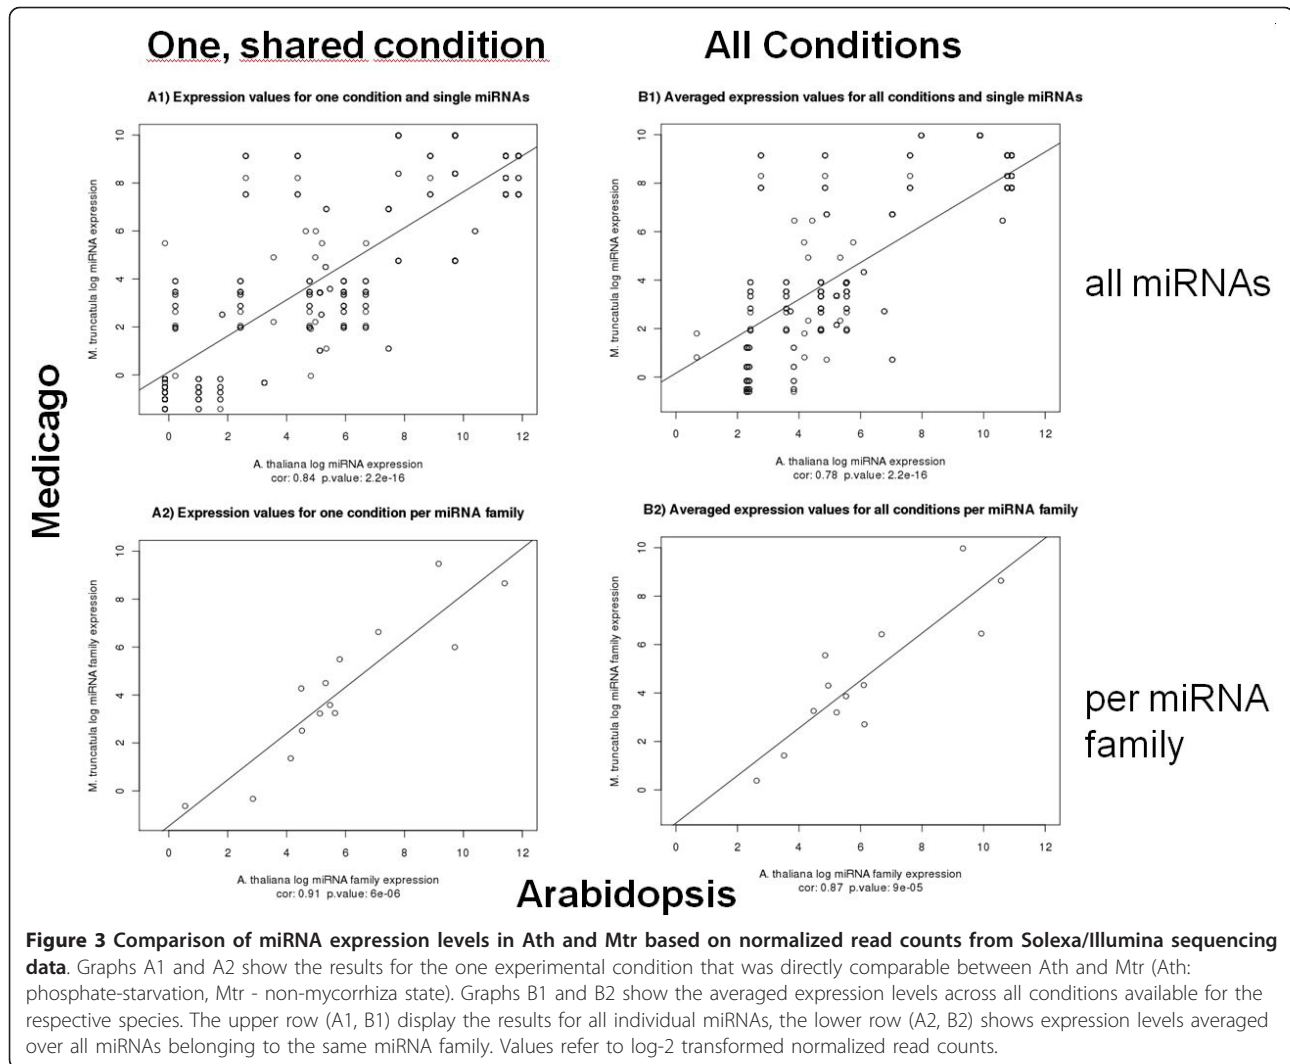 One, shared condition
All Conditions
A1) Expression values for one condition and single miRNAs
M. truncatula log miRNA expression
10
8
6
4
2
0
0 2 4 6 8 10 12
A. thaliana log miRNA expression
cor: 0.84 p.value: 2.2e-16
B1) Averaged expression values for all conditions and single miRNAs
M. truncatula log miRNA expression
10
8
6
4
2
0
0 2 4 6 8 10 12
A. thaliana log miRNA expression
cor: 0.78 p.value: 2.2e-16
all miRNAs
Medicago
A2) Expression values for one condition per miRNA family
M. truncatula log miRNA family expression
10
8
6
4
2
0
0 2 4 6 8 10 12
A. thaliana log miRNA family expression
cor: 0.91 p.value: 6e-06
B2) Averaged expression values for all conditions per miRNA family
M. truncatula log miRNA family expression
10
8
6
4
2
0
0 2 4 6 8 10 12
A. thaliana log miRNA family expression
cor: 0.87 p.value: 9e-05
per miRNA
family
Arabidopsis
Figure 3 Comparison of miRNA expression levels in Ath and Mtr based on normalized read counts from Solexa/Illumina sequencing
data. Graphs A1 and A2 show the results for the one experimental condition that was directly comparable between Ath and Mtr (Ath:
phosphate-starvation, Mtr - non-mycorrhiza state). Graphs B1 and B2 show the averaged expression levels across all conditions available for the
respective species. The upper row (A1, B1) display the results for all individual miRNAs, the lower row (A2, B2) shows expression levels averaged
over all miRNAs belonging to the same miRNA family. Values refer to log-2 transformed normalized read counts.